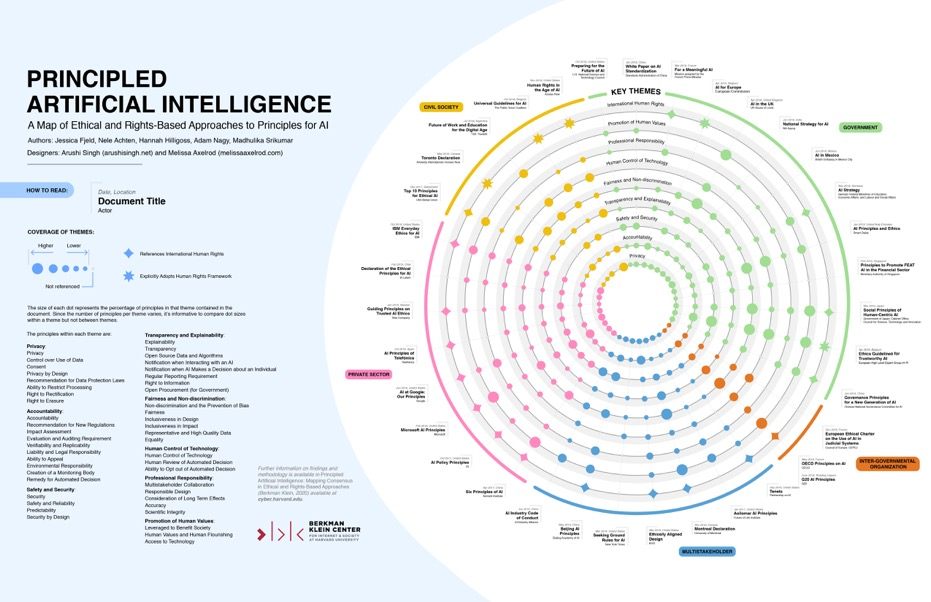 PRINCIPLED
ARTIFICIAL INTELLIGENCE
A Map of Ethical and Rights-Based Approaches to Principles for AI
Authors: Jessica Fjeld, Nele Achten, Hannah Hilligoss, Adam Nagy, Madhulika Srikumar
Designers: Arushi Singh (arushisingh.net) and Melissa Axelrod (melissaaxelrod.com)
HOW TO READ:
Date, Location
Document Title
Actor
COVERAGE OF THEMES:
Higher Lower
Not referenced
References International Human Rights
Explicitly Adopts Human Rights Framework
The size of each dot represents the percentage of principles in that theme contained in the
document. Since the number of principles per theme varies, it's informative to compare dot sizes
within a theme but not between themes.
The principles within each theme are:
Privacy:
Privacy
Control over Use of Data
Consent
Privacy by Design
Recommendation for Data Protection Laws
Ability to Restrict Processing
Right to Rectification
Right to Erasure
Accountability:
Accountability
Recommendation for New Regulations
Impact Assessment
Evaluation and Auditing Requirement
Verifiability and Replicability
Liability and Legal Responsibility
Ability to Appeal
Environmental Responsibility
Creation of a Monitoring Body
Remedy for Automated Decision
Safety and Security:
Security
Safety and Reliability
Predictability
Security by Design
Transparency and Explainability:
Explainability
Transparency
Open Source Data and Algorithms
Notification when Interacting with an AI
Notification when AI Makes a Decision about an Individual
Regular Reporting Requirement
Right to Information
Open Procurement (for Government)
Fairness and Non-discrimination:
Non-discrimination and the Prevention of Bias
Fairness
Inclusiveness in Design
Inclusiveness in Impact
Representative and High Quality Data
Equality
Human Control of Technology:
Human Control of Technology
Human Review of Automated Decision
Ability to Opt out of Automated Decision
Professional Responsibility:
Multistakeholder Collaboration
Responsible Design
Consideration of Long Term Effects
Accuracy
Scientific Integrity
Promotion of Human Values:
Leveraged to Benefit Society
Human Values and Human Flourishing
Access to Technology
Further information on findings and
methodology is available in Principled
Artificial Intelligence: Mapping Consensus
in Ethical and Rights-Based Approaches
(Berkman Klein, 2020) available at
cyber.harvard.edu.
BERKMAN
KLEIN CENTER
FOR INTERNET & SOCIETY
AT HARVARD UNIVERSITY
KEY THEMES
International Human Rights
Promotion of Human Values
Professional Responsibility
Human Control of Technology
Fairness and Non-discrimination
Transparency and Explainability
Safety and Security
Accountability
Privacy
CIVIL SOCIETY
GOVERNMENT
INTER-GOVERNMENTAL
ORGANIZATION
MULTISTAKEHOLDER
PRIVATE SECTOR
Preparing for the
Future of AI
White Paper on AI
Standardization
For a Meaningful AI
AI for Europe
AI in the UK
National Strategy for AI
AI in Mexico
AI Strategy
AI Principles and Ethics
Principles to Promote FEAT
AI in the Financial Sector
Social Principles of
Human-Centric AI
Ethics Guidelines for
Trustworthy AI
Governance Principles
for a New Generation of AI
European Ethical Charter
on the Use of AI in
Judicial Systems
OECD Principles on AI
G20 AI Principles
Tenets
Asilomar AI Principles
Montreal Declaration
Ethically Aligned
Design
Seeking Ground
Rules for AI
Beijing AI
Principles
AI Industry Code
of Conduct
Six Principles of AI
AI Policy Principles
Microsoft AI Principles
AI at Google:
Our Principles
AI Principles of
Telefónica
Guiding Principles on
Trusted AI Ethics
Declaration of the Ethical
Principles for AI
IBM Everyday
Ethics for AI
Top 10 Principles
for Ethical AI
Toronto Declaration
Future of Work and Education
for the Digital Age
Universal Guidelines for AI
Human Rights in
the Age of AI